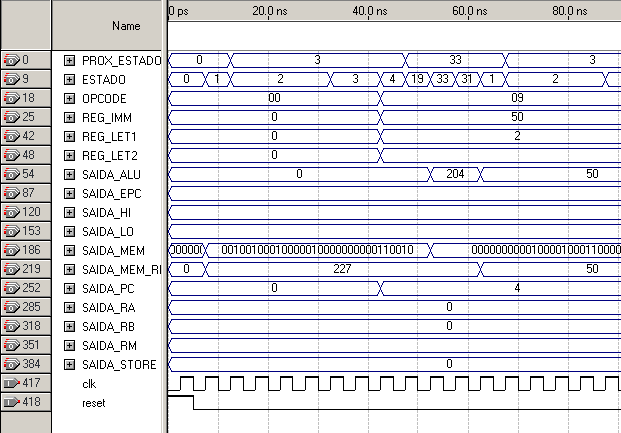 Name 0 ps 20.0 ns 40.0 ns 60.0 ns 80.0 ns
0 PROX_ESTADO 0 3 33 3
9 ESTADO 0 1 2 3 4 19 33 31 1 2
18 OPCODE 00 09
25 REG_IMM 0 50
42 REG_LET1 0 2
48 REG_LET2 0
54 SAIDA_ALU 0 204 50
87 SAIDA_EPC
120 SAIDA_HI
153 SAIDA_LO
186 SAIDA_MEM 000000 00100100010000010000000000110010 0000000000100001000110000
219 SAIDA_MEM_RI 0 227 50
252 SAIDA_PC 0 4
285 SAIDA_RA 0
318 SAIDA_RB 0
351 SAIDA_RM
384 SAIDA_STORE 0
417 clk
418 reset